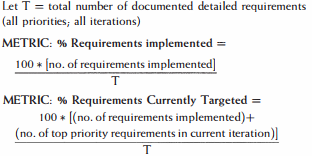 Let T = total number of documented detailed requirements
(all priorities; all iterations)
METRIC: % Requirements implemented =
100 * [no. of requirements implemented]
T
METRIC: % Requirements Currently Targeted =
100 * [(no. of requirements implemented)+
(no. of top priority requirements in current iteration)]
T